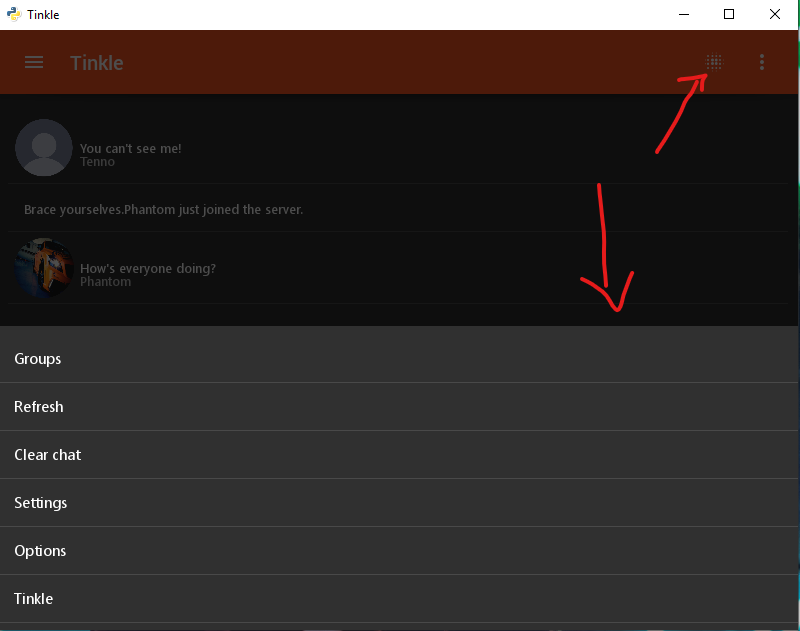 Tinkle
Tinkle
You can't see me!
Tenno
Brace yourselves.Phantom just joined the server.
How's everyone doing?
Phantom
Groups
Refresh
Clear chat
Settings
Options
Tinkle